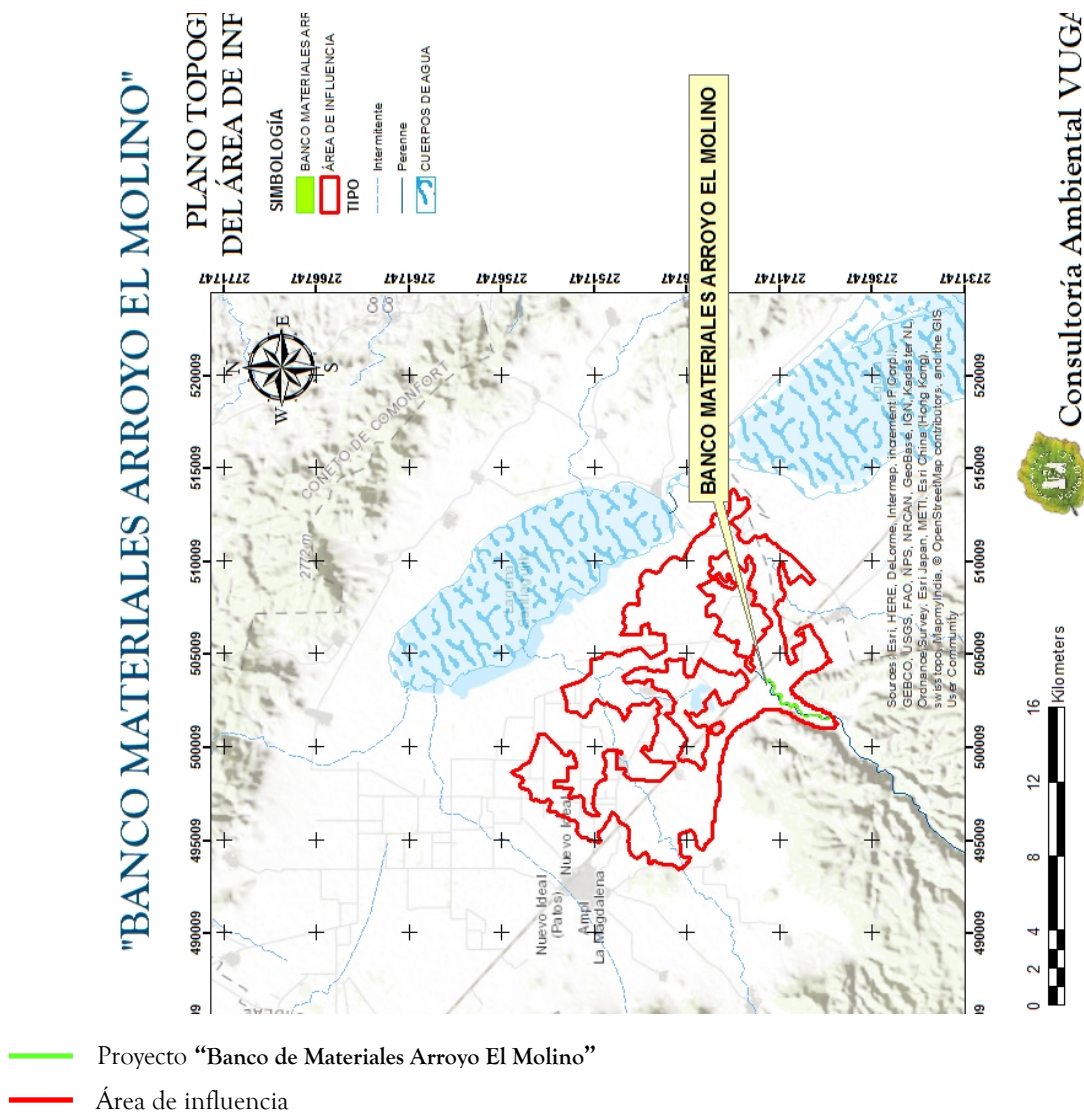 "BANCO MATERIALES ARROYO EL MOLINO"
PLANO TOPOG
DEL ÁREA DE INF
SIMBOLOGÍA
BANCO MATERIALES ARR
ÁREA DE INFLUENCIA
TIPO
Intermitente
Perenne
CUERPOS DE AGUA
2771747
2766747
2761747
2756747
2751747
2741747
2736747
2731747
N
E
S
W
Co
Co
CONETO DE COMONFORT
2772 m
Laguna
Nuevo Ideal
(Patos)
Nuevo Ideal
Ampl
La Magdalena
BANCO MATERIALES ARROYO EL MOLINO
490009
495009
500009
505009
510009
515009
520009
Sources: Esri, HERE, DeLorme, Intermap, increment P Corp.,
GEBCO, USGS, FAO, NPS, NRCAN, GeoBase, IGN, Kadaster NL,
Ordnance Survey, Esri Japan, METI, Esri China (Hong Kong),
swisstopo, MapmyIndia, © OpenStreetMap contributors, and the GIS
User Community
0 2 4 8 12 16
Kilometers
Consultoría Ambiental VUGA
Proyecto “Banco de Materiales Arroyo El Molino”
Área de influencia